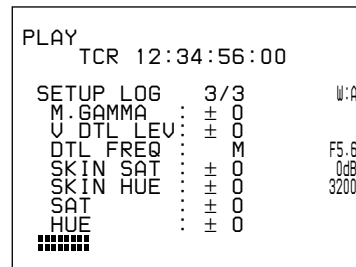 PLAY
TCR 12:34:56:00
SETUP LOG 3/3 W:A
M.GAMMA : ± 0
V DTL LEV: ± 0
DTL FREQ : M F5.6
SKIN SAT : ± 0 0dB
SKIN HUE : ± 0 3200
SAT : ± 0
HUE : ± 0